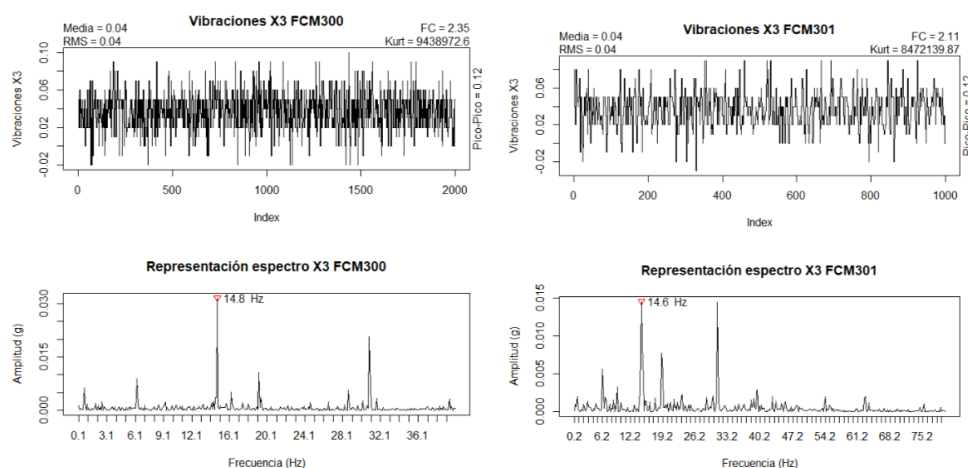 Vibraciones X3 FCM300
Media = 0.04
RMS = 0.04
FC = 2.35
Kurt = 9438972.6
Vibraciones X3
-0.02 0.02 0.06 0.10
Pico-Pico = 0.12
0 500 1000 1500 2000
Index
Vibraciones X3 FCM301
Media = 0.04
RMS = 0.04
FC = 2.11
Kurt = 8472139.87
Vibraciones X3
-0.02 0.02 0.06
Pico-Pico = 0.12
0 200 400 600 800 1000
Index
Representación espectro X3 FCM300
14.8 Hz
Amplitud (g)
0.000 0.015 0.030
0.1 3.1 6.1 9.1 12.1 16.1 20.1 24.1 28.1 32.1 36.1
Frecuencia (Hz)
Representación espectro X3 FCM301
14.6 Hz
Amplitud (g)
0.000 0.005 0.010 0.015
0.2 6.2 12.2 19.2 26.2 33.2 40.2 47.2 54.2 61.2 68.2 75.2
Frecuencia (Hz)